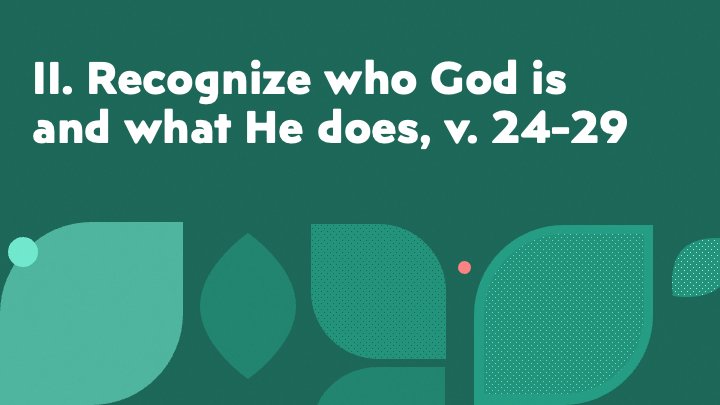 II. Recognize who God is
and what He does, v. 24-29